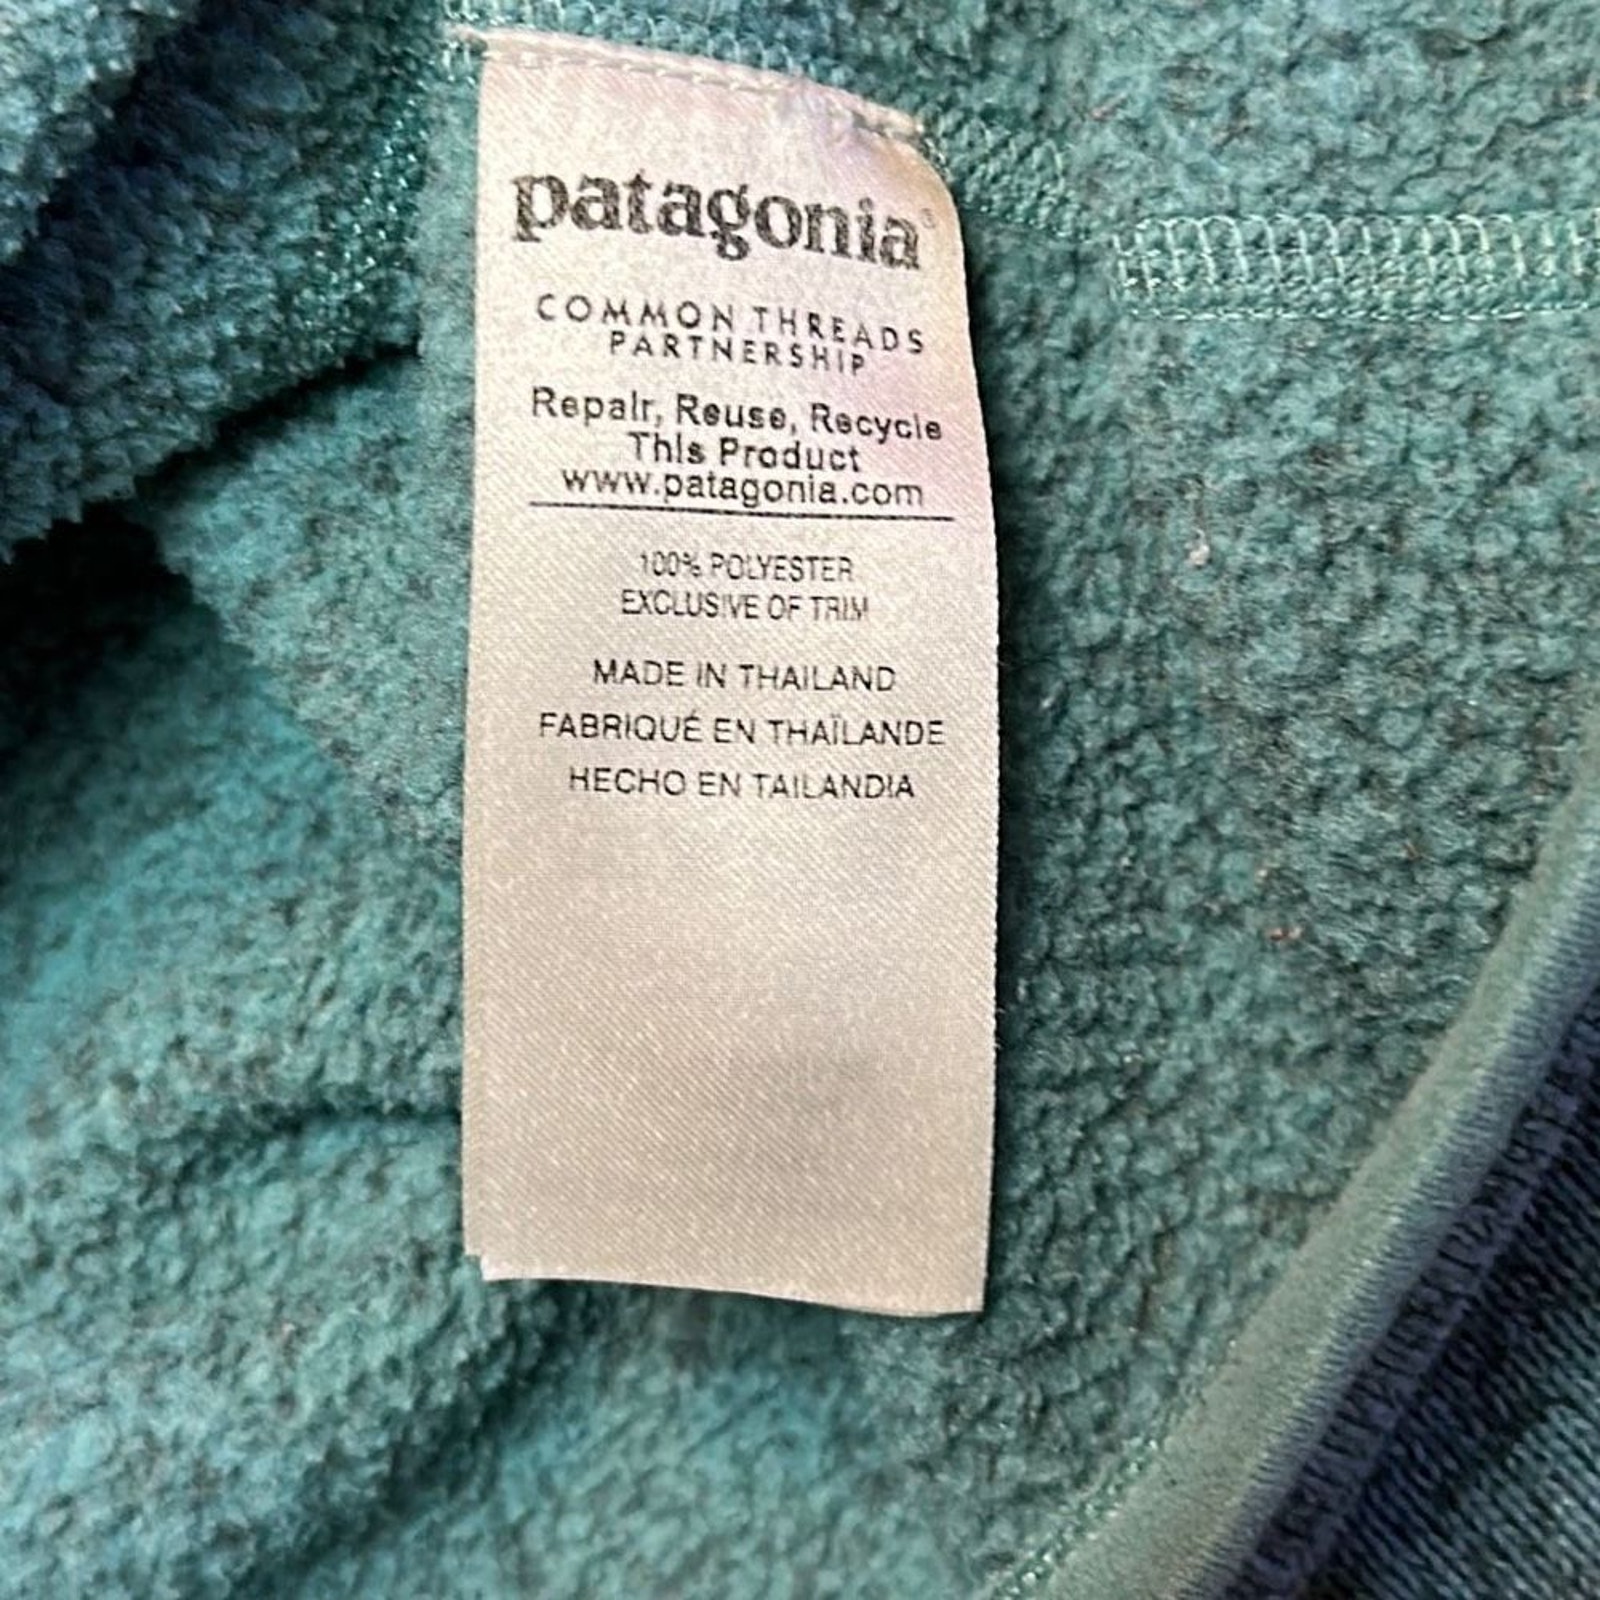 patagonia®
COMMON THREADS
PARTNERSHIP
Repair, Reuse, Recycle
This Product
www.patagonia.com
100% POLYESTER
EXCLUSIVE OF TRIM
MADE IN THAILAND
FABRIQUÉ EN THAÏLANDE
HECHO EN TAILANDIA